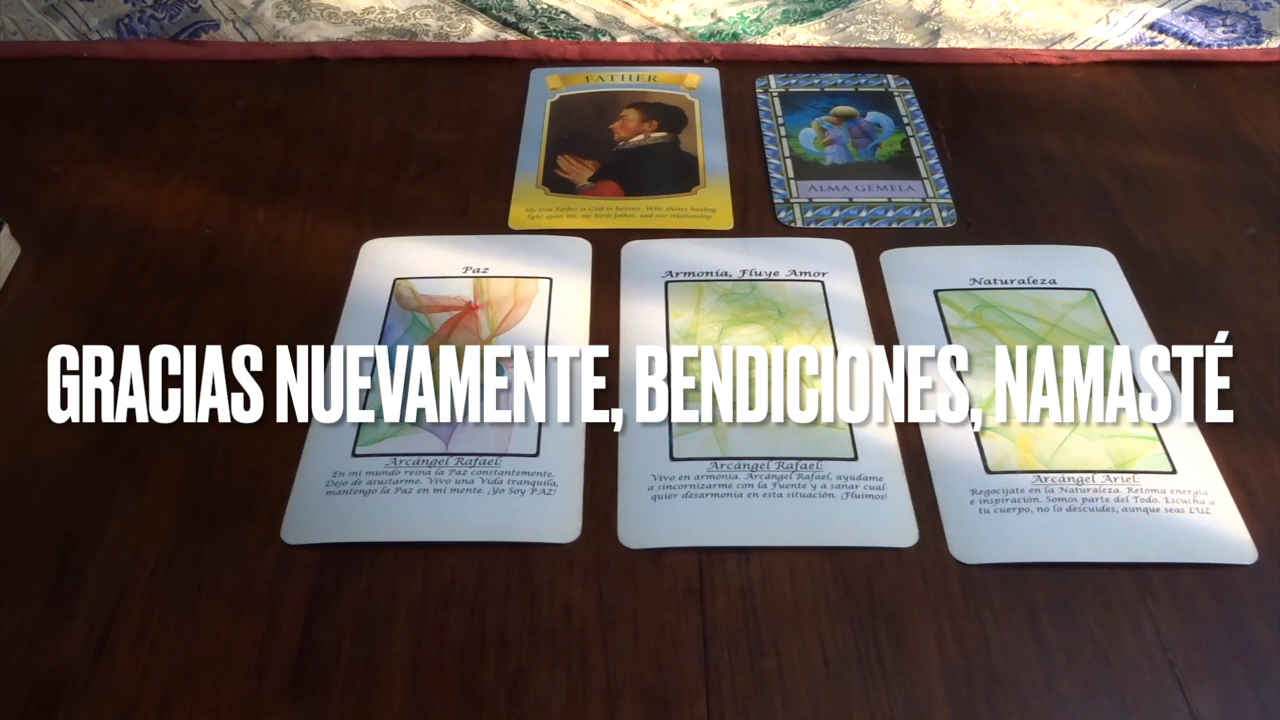 FATHER
My true Father is God in heaven, Who shines healing
light upon me, my birth father, and our relationship.
ALMA GEMELA
Paz
Armonía, Fluye Amor
Naturaleza
GRACIAS NUEVAMENTE, BENDICIONES, NAMASTÉ
Arcángel Rafael:
En mi mundo reina la Paz constantemente.
Dejo de asustarme. Vivo una Vida tranquila,
mantengo la Paz en mi mente. ¡Yo Soy PAZ!
Arcángel Rafael:
Vivo en armonía. Arcángel Rafael, ayúdame
a sincornizarme con la Fuente y a sanar cual
quier desarmonía en esta situación. ¡Fluimos!
Arcángel Ariel:
Regocíjate en la Naturaleza. Retoma energía
e inspiración. Somos parte del Todo. Escucha a
tu cuerpo, no lo descuides, aunque seas LUZ.